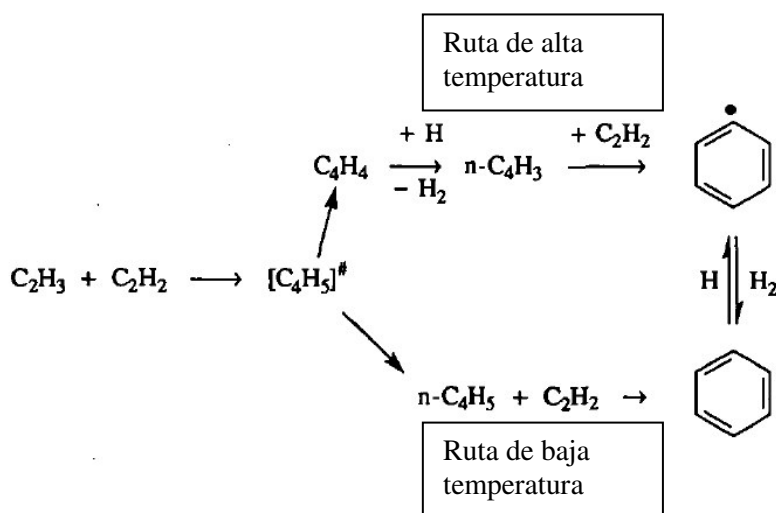 Ruta de alta
temperatura
+ H
+ C₂H₂
C₄H₄
n-C₄H₃
•
− H₂
C₂H₃ + C₂H₂
[C₄H₅]#
H
H₂
n-C₄H₅ + C₂H₂
Ruta de baja
temperatura